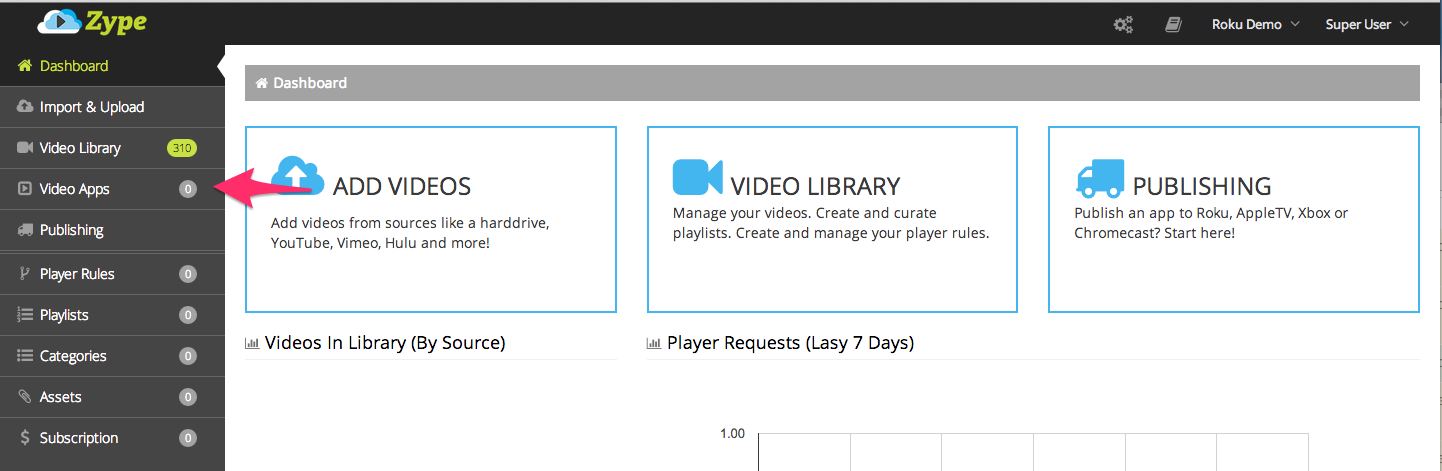 Zype
Roku Demo
Super User
Dashboard
Import & Upload
Video Library 310
Video Apps 0
Publishing
Player Rules 0
Playlists 0
Categories 0
Assets 0
Subscription 0
Dashboard
ADD VIDEOS
Add videos from sources like a harddrive,
YouTube, Vimeo, Hulu and more!
VIDEO LIBRARY
Manage your videos. Create and curate
playlists. Create and manage your player rules.
PUBLISHING
Publish an app to Roku, AppleTV, Xbox or
Chromecast? Start here!
Videos In Library (By Source)
Player Requests (Lasy 7 Days)
1.00